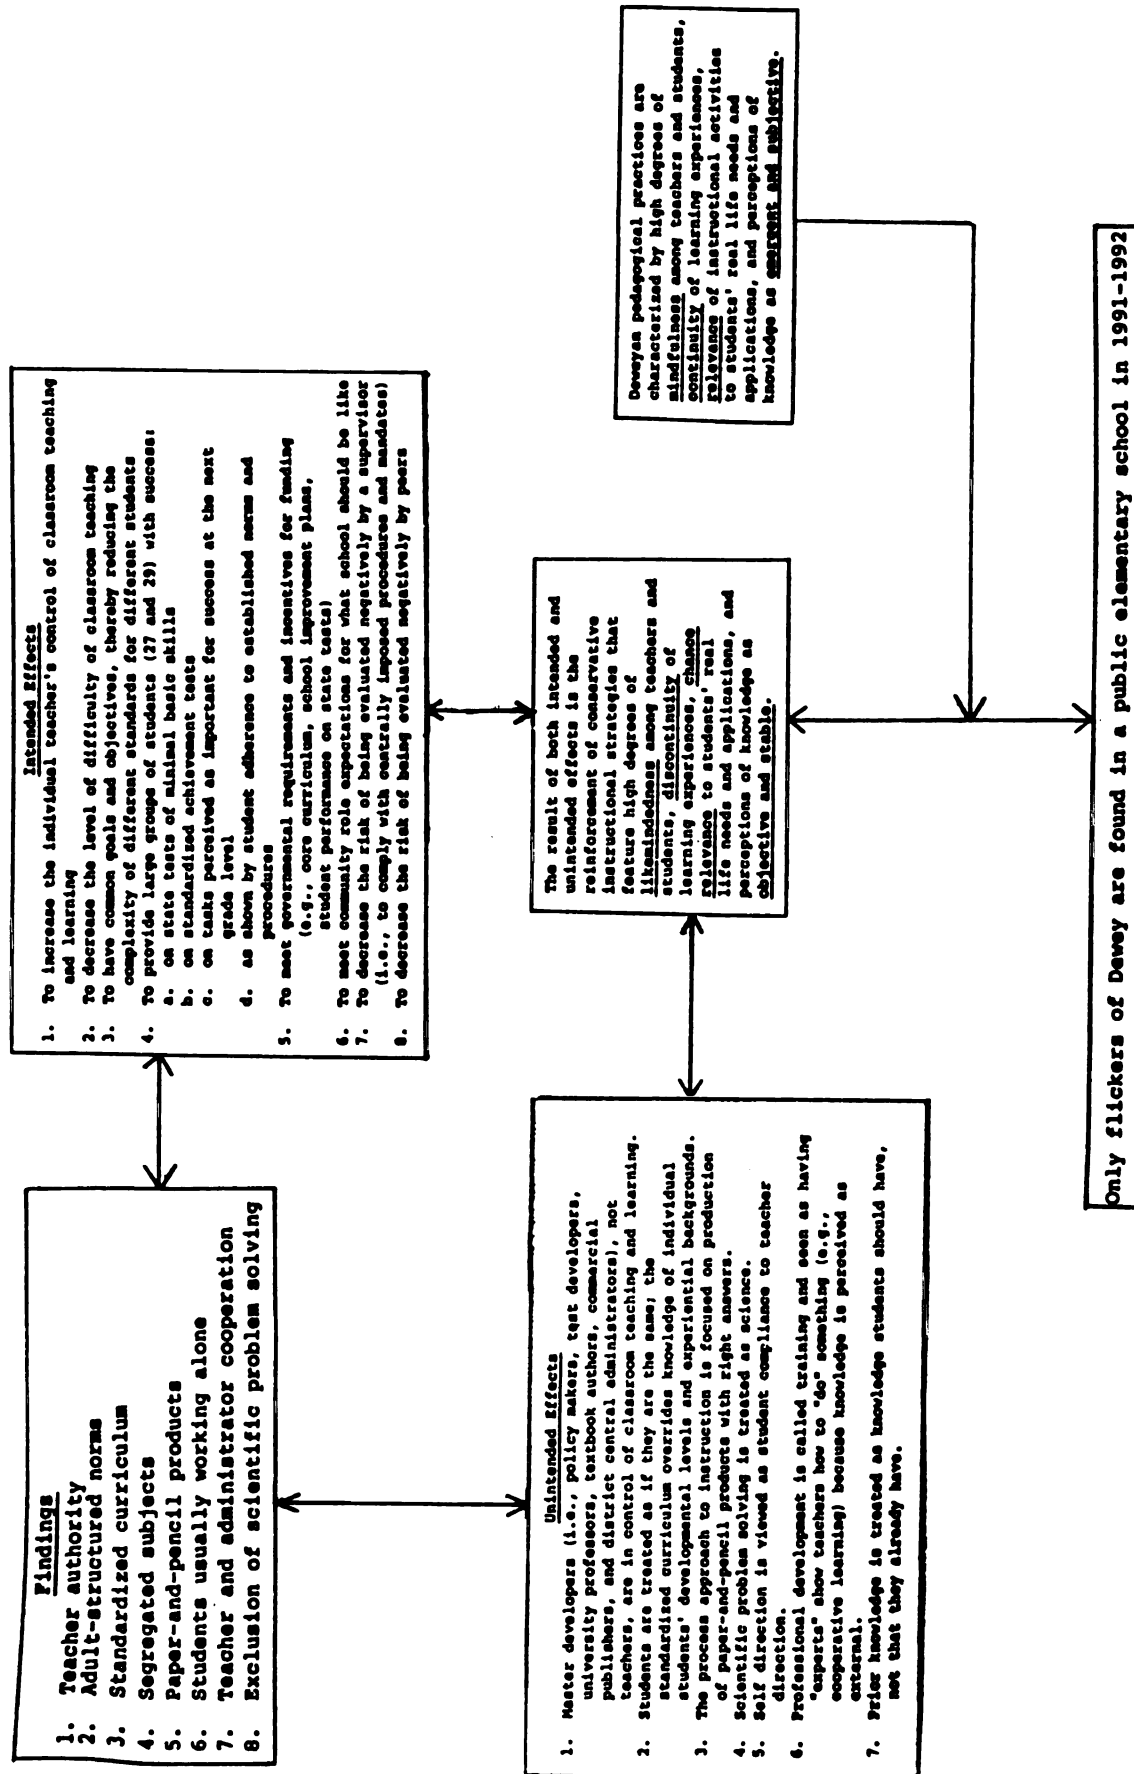 Findings
1. Teacher authority
2. Adult-structured norms
3. Standardized curriculum
4. Segregated subjects
5. Paper-and-pencil products
6. Students usually working alone
7. Teacher and administrator cooperation
8. Exclusion of scientific problem solving
Intended Effects
1. To increase the individual teacher's control of classroom teaching
and learning
2. To decrease the level of difficulty of classroom teaching
3. To have common goals and objectives, thereby reducing the
complexity of different standards for different students
4. To provide large groups of students (27 and 29) with success:
a. on state tests of minimal basic skills
b. on standardized achievement tests
c. on tasks perceived as important for success at the next
grade level
d. as shown by student adherence to established norms and
procedures
5. To meet governmental requirements and incentives for funding
(e.g., core curriculum, school improvement plans,
student performance on state tests)
6. To meet community role expectations for what school should be like
7. To decrease the risk of being evaluated negatively by a supervisor
(i.e., to comply with centrally imposed procedures and mandates)
8. To decrease the risk of being evaluated negatively by peers
Unintended Effects
1. Master developers (i.e., policy makers, test developers,
university professors, textbook authors, commercial
publishers, and district central administrators), not
teachers, are in control of classroom teaching and learning.
2. Students are treated as if they are the same; the
standardized curriculum overrides knowledge of individual
students' developmental levels and experiential backgrounds.
3. The process approach to instruction is focused on production
of paper-and-pencil products with right answers.
4. Scientific problem solving is treated as science.
5. Self direction is viewed as student compliance to teacher
direction.
6. Professional development is called training and seen as having
"experts" show teachers how to "do" something (e.g.,
cooperative learning) because knowledge is perceived as
external.
7. Prior knowledge is treated as knowledge students should have,
not that they already have.
The result of both intended and
unintended effects is the
reinforcement of conservative
instructional strategies that
feature high degrees of
likemindedness among teachers and
students, discontinuity of
learning experiences, chance
relevance to students' real
life needs and applications, and
perceptions of knowledge as
objective and stable.
Deweyan pedagogical practices are
characterized by high degrees of
mindfulness among teachers and students,
continuity of learning experiences,
relevance of instructional activities
to students' real life needs and
applications, and perceptions of
knowledge as emergent and subjective.
Only flickers of Dewey are found in a public elementary school in 1991-1992